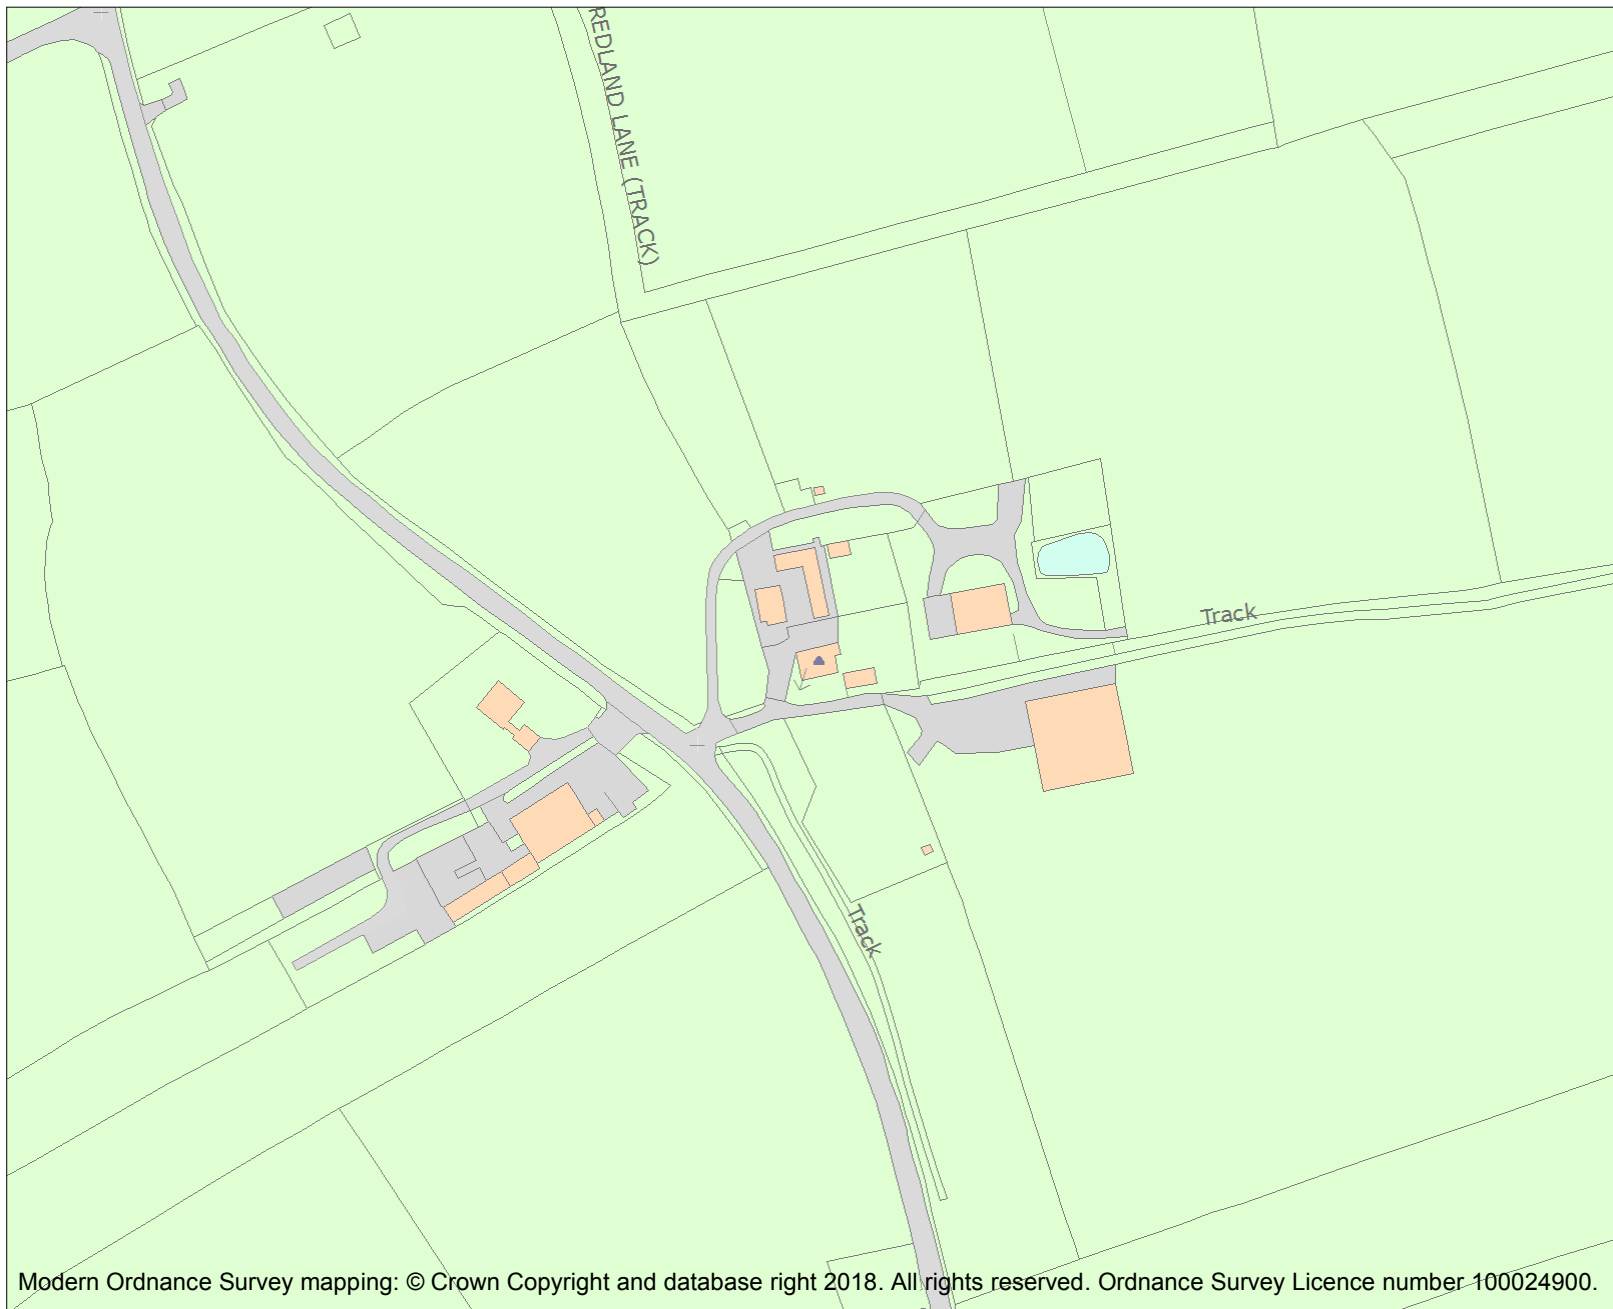 REDLAND LANE (TRACK)
Track
Track
Modern Ordnance Survey mapping: © Crown Copyright and database right 2018. All rights reserved. Ordnance Survey Licence number 100024900.